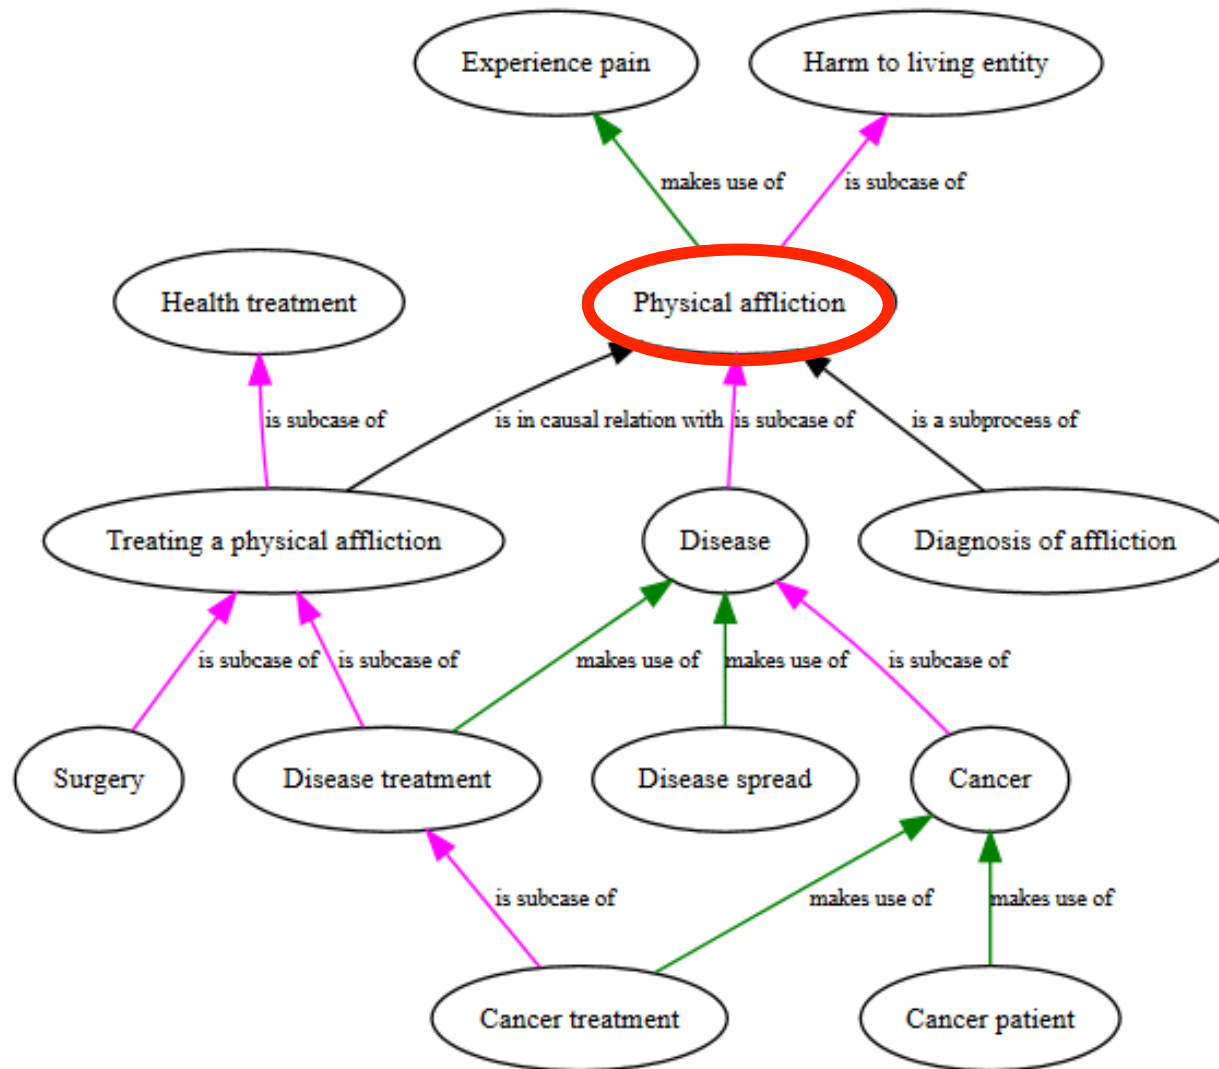 Experience pain
Harm to living entity
makes use of
is subcase of
Health treatment
Physical affliction
is subcase of
is in causal relation with
is subcase of
is a subprocess of
Treating a physical affliction
Disease
Diagnosis of affliction
is subcase of
is subcase of
makes use of
makes use of
is subcase of
Surgery
Disease treatment
Disease spread
Cancer
is subcase of
makes use of
makes use of
Cancer treatment
Cancer patient